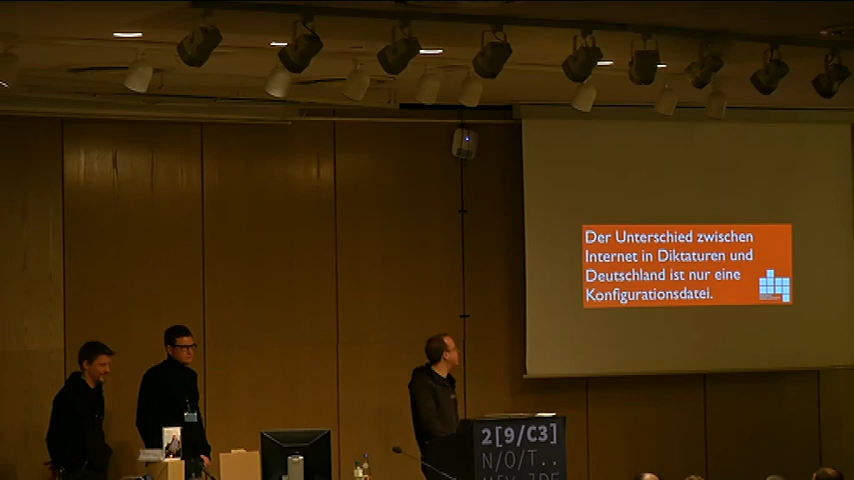 Der Unterschied zwischen
Internet in Diktaturen und
Deutschland ist nur eine
Konfigurationsdatei.
2[9/C3]
N/O/T..